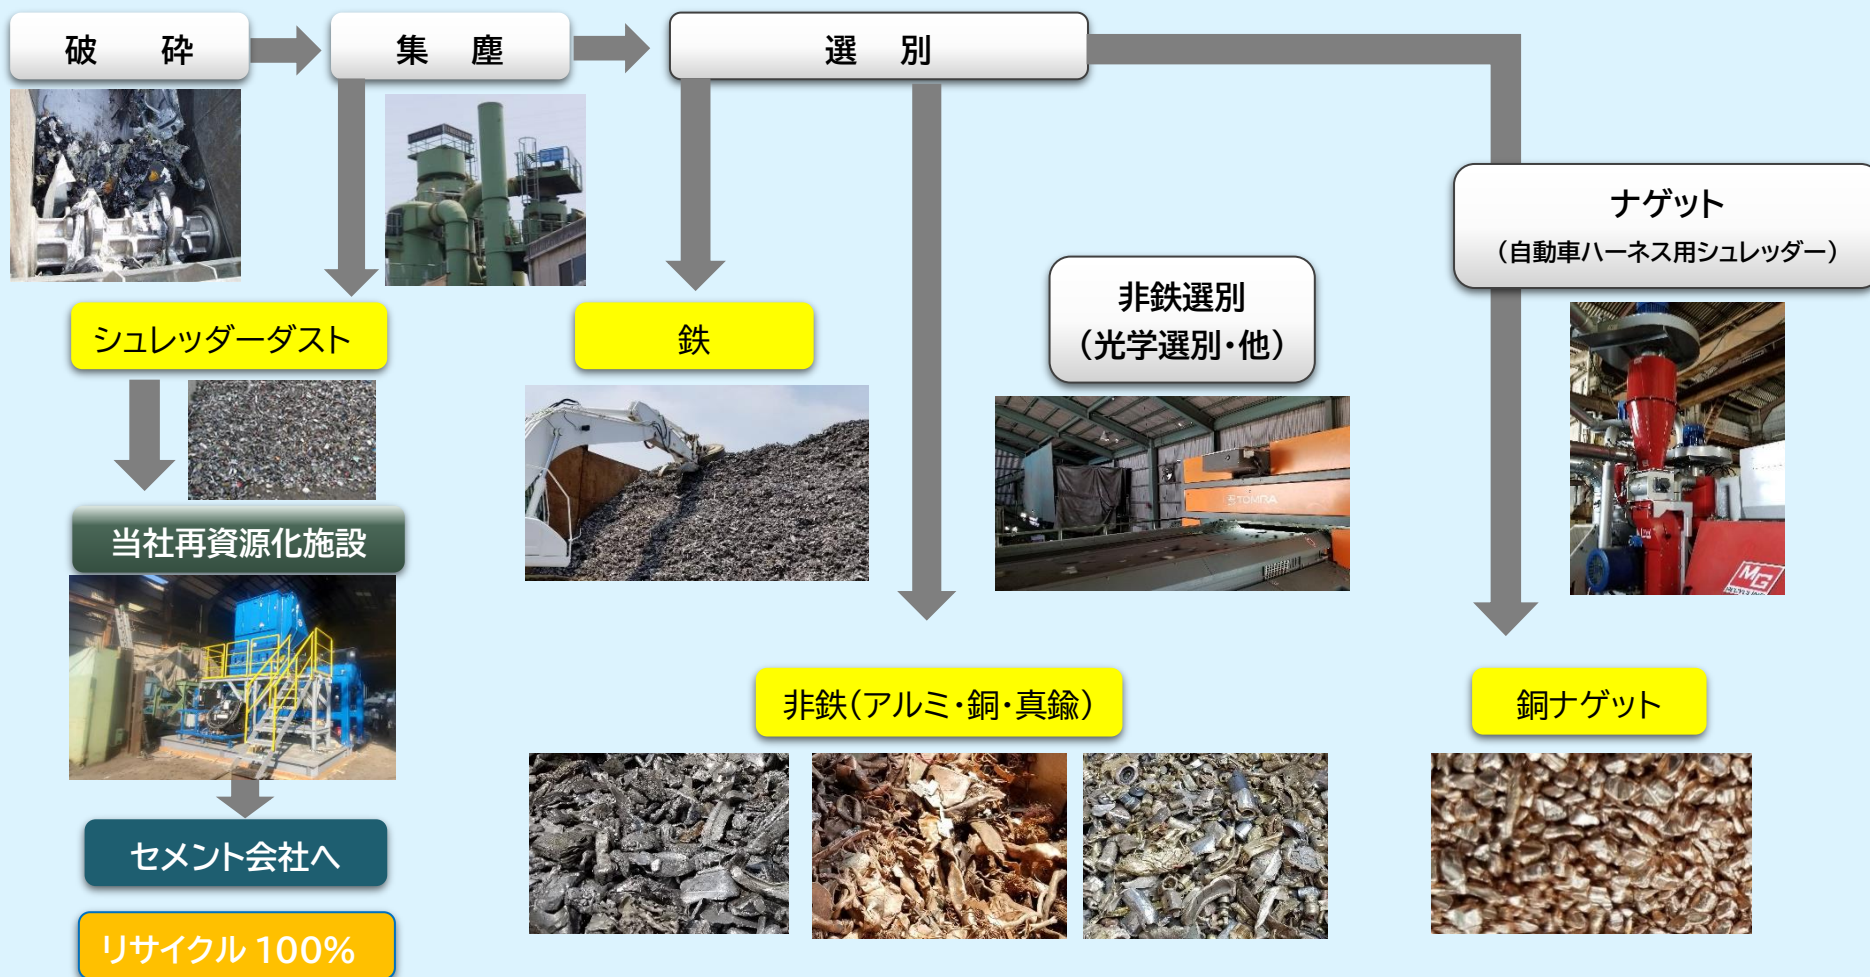 破 砕
集 塵
選 別
ナゲット
（自動車ハーネス用シュレッダー）
非鉄選別
（光学選別・他）
シュレッダーダスト
鉄
TOMRA
MG
当社再資源化施設
非鉄（アルミ・銅・真鍮）
銅ナゲット
セメント会社へ
リサイクル 100%